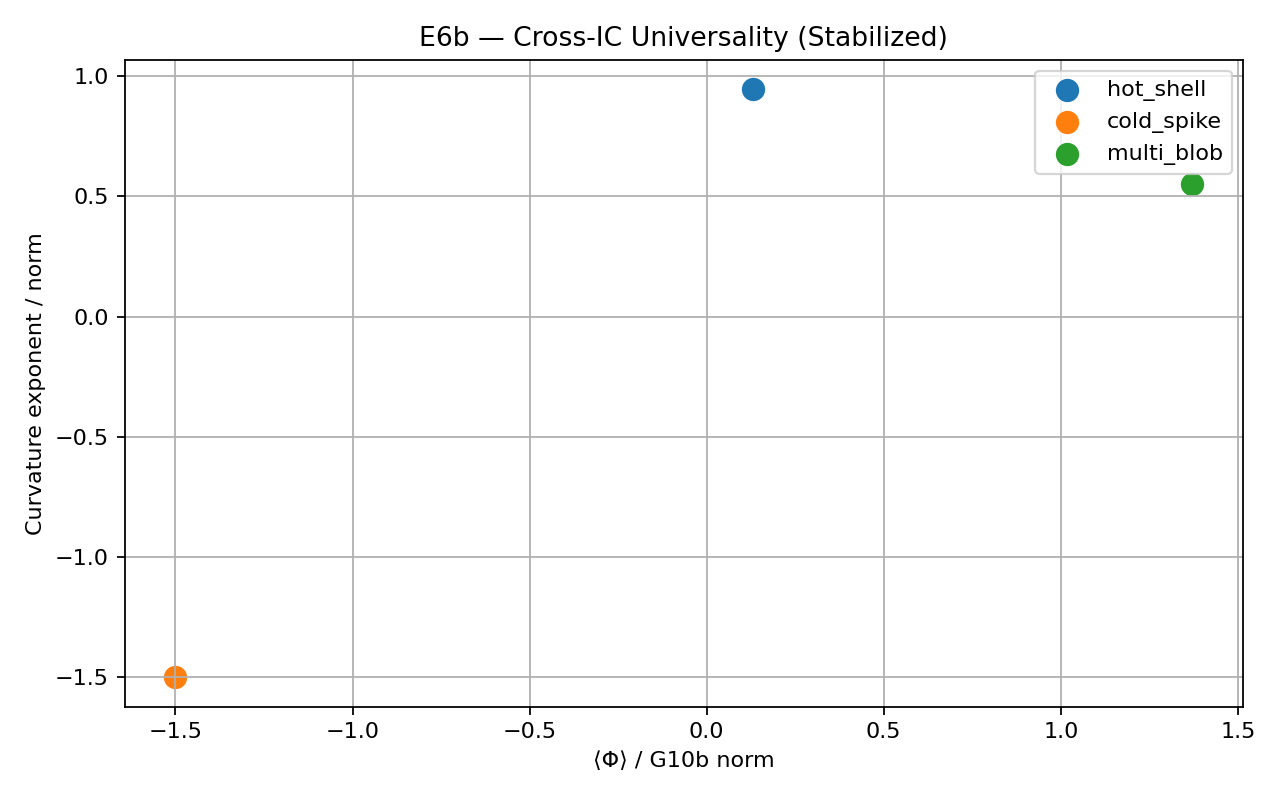 E6b — Cross-IC Universality (Stabilized)
hot_shell
cold_spike
multi_blob
Curvature exponent / norm
1.0
0.5
0.0
−0.5
−1.0
−1.5
−1.5
−1.0
−0.5
0.0
0.5
1.0
1.5
⟨Φ⟩ / G10b norm